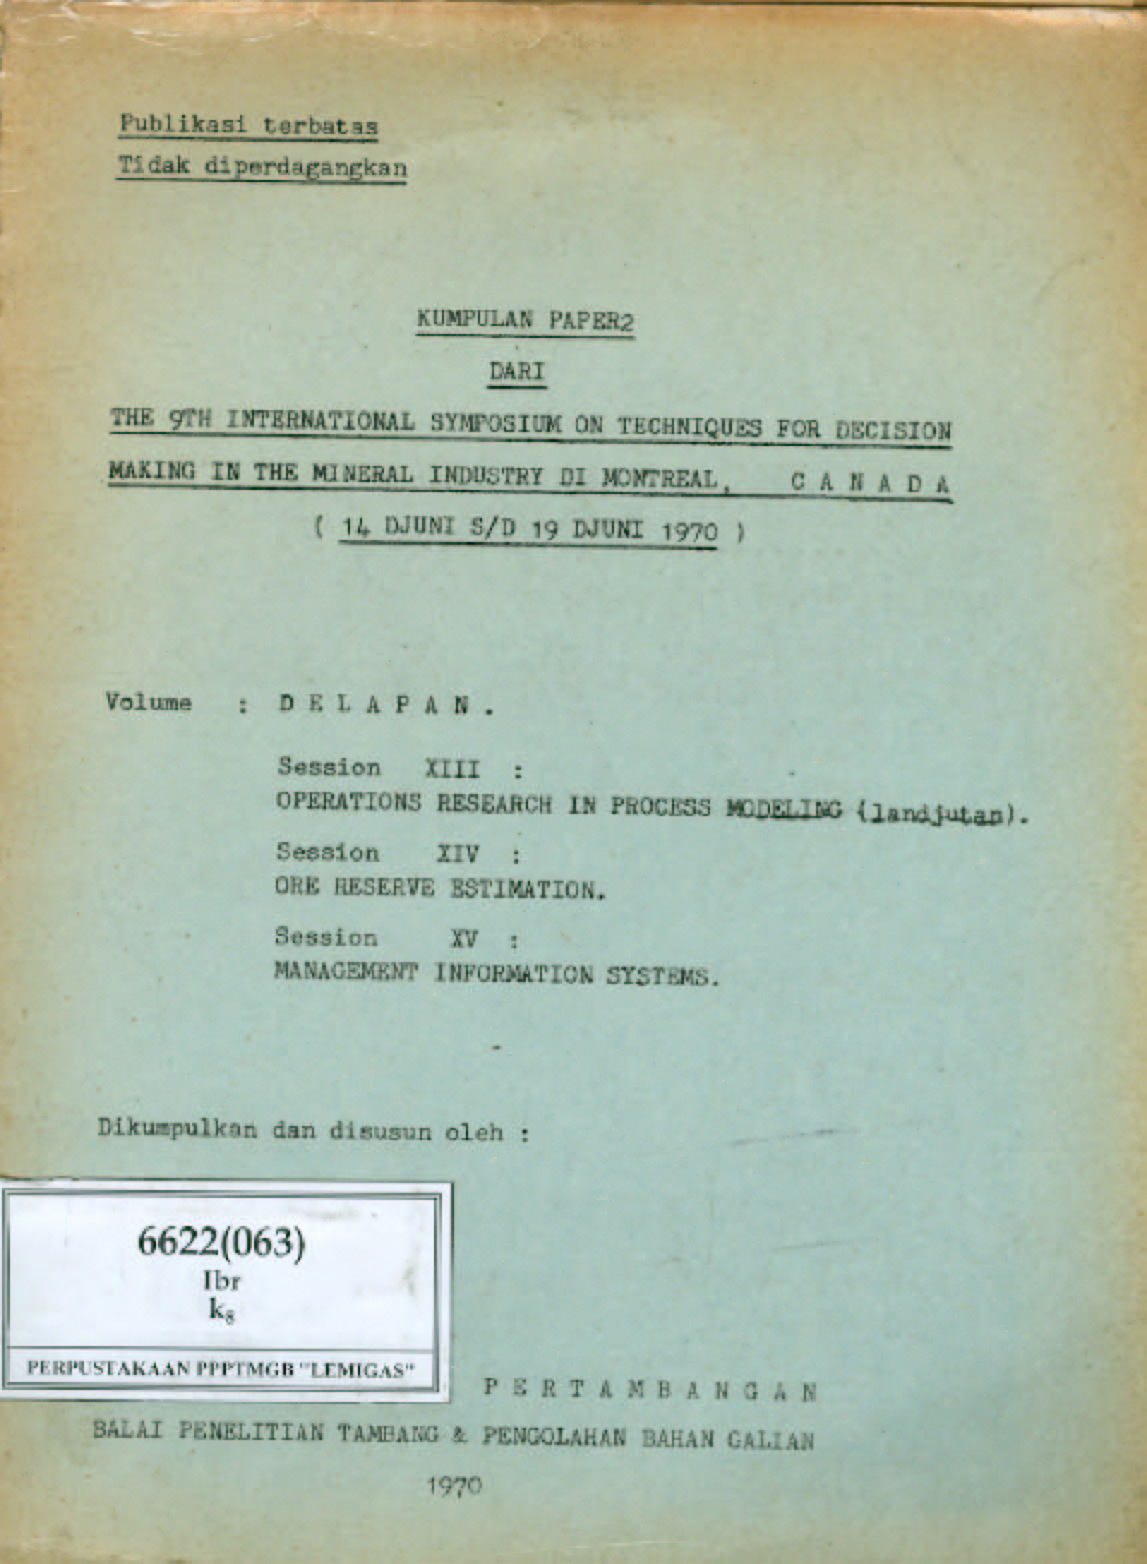 Publikasi terbatas
Tidak diperdagangkan
KUMPULAN PAPER2
DARI
THE 9TH INTERNATIONAL SYMPOSIUM ON TECHNIQUES FOR DECISION
MAKING IN THE MINERAL INDUSTRY DI MONTREAL, C A N A D A
( 14 DJUNI S/D 19 DJUNI 1970 )
Volume : D E L A P A N .
Session XIII :
OPERATIONS RESEARCH IN PROCESS MODELING (landjutan).
Session XIV :
ORE RESERVE ESTIMATION.
Session XV :
MANAGEMENT INFORMATION SYSTEMS.
Dikumpulkan dan disusun oleh :
6622(063)
Ibr
k8
PERPUSTAKAAN PPPTMGB "LEMIGAS"
P E R T A M B A N G A N
BALAI PENELITIAN TAMBANG & PENGOLAHAN BAHAN GALIAN
1970